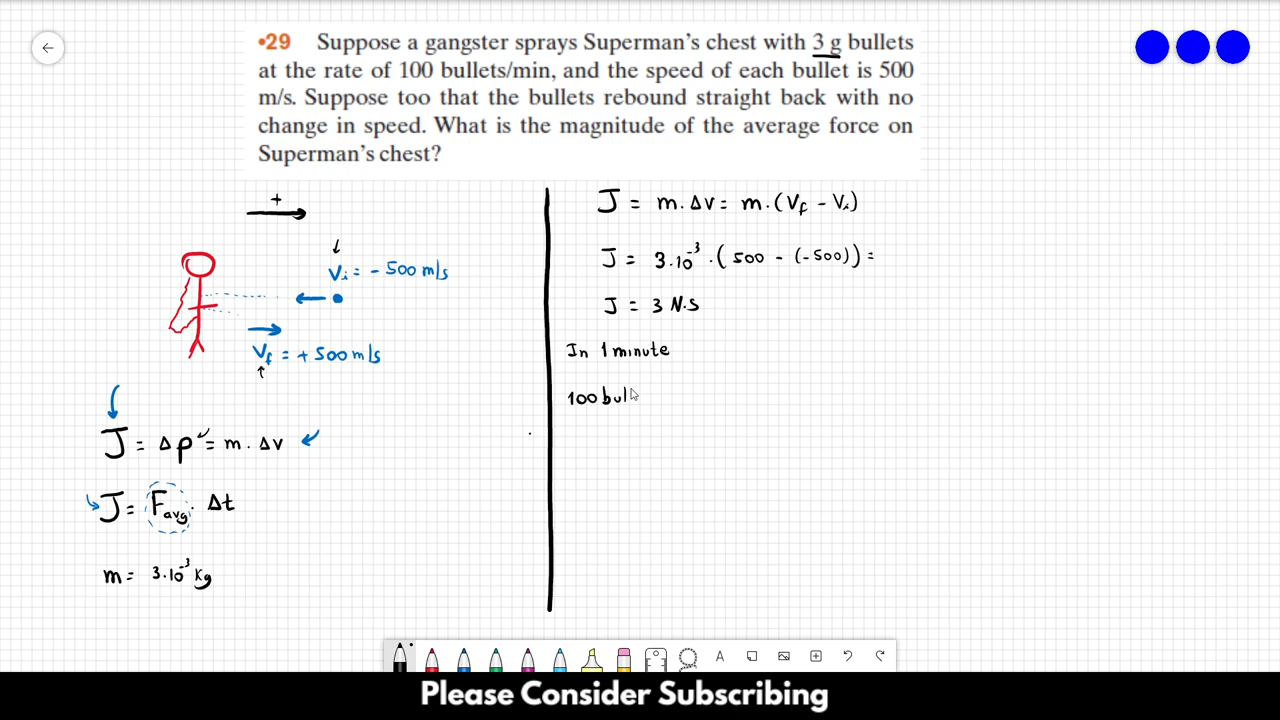 •29 Suppose a gangster sprays Superman's chest with 3 g bullets
at the rate of 100 bullets/min, and the speed of each bullet is 500
m/s. Suppose too that the bullets rebound straight back with no
change in speed. What is the magnitude of the average force on
Superman's chest?
+
Vi = - 500 m/s
Vf = + 500 m/s
J = Δp = m . Δv
J = Favg . Δt
m = 3.10⁻³ Kg
J = m . Δv = m . (Vf - Vi)
J = 3.10⁻³ . (500 - (-500)) =
J = 3 N.S
In 1 minute
100 bul
A
Please Consider Subscribing